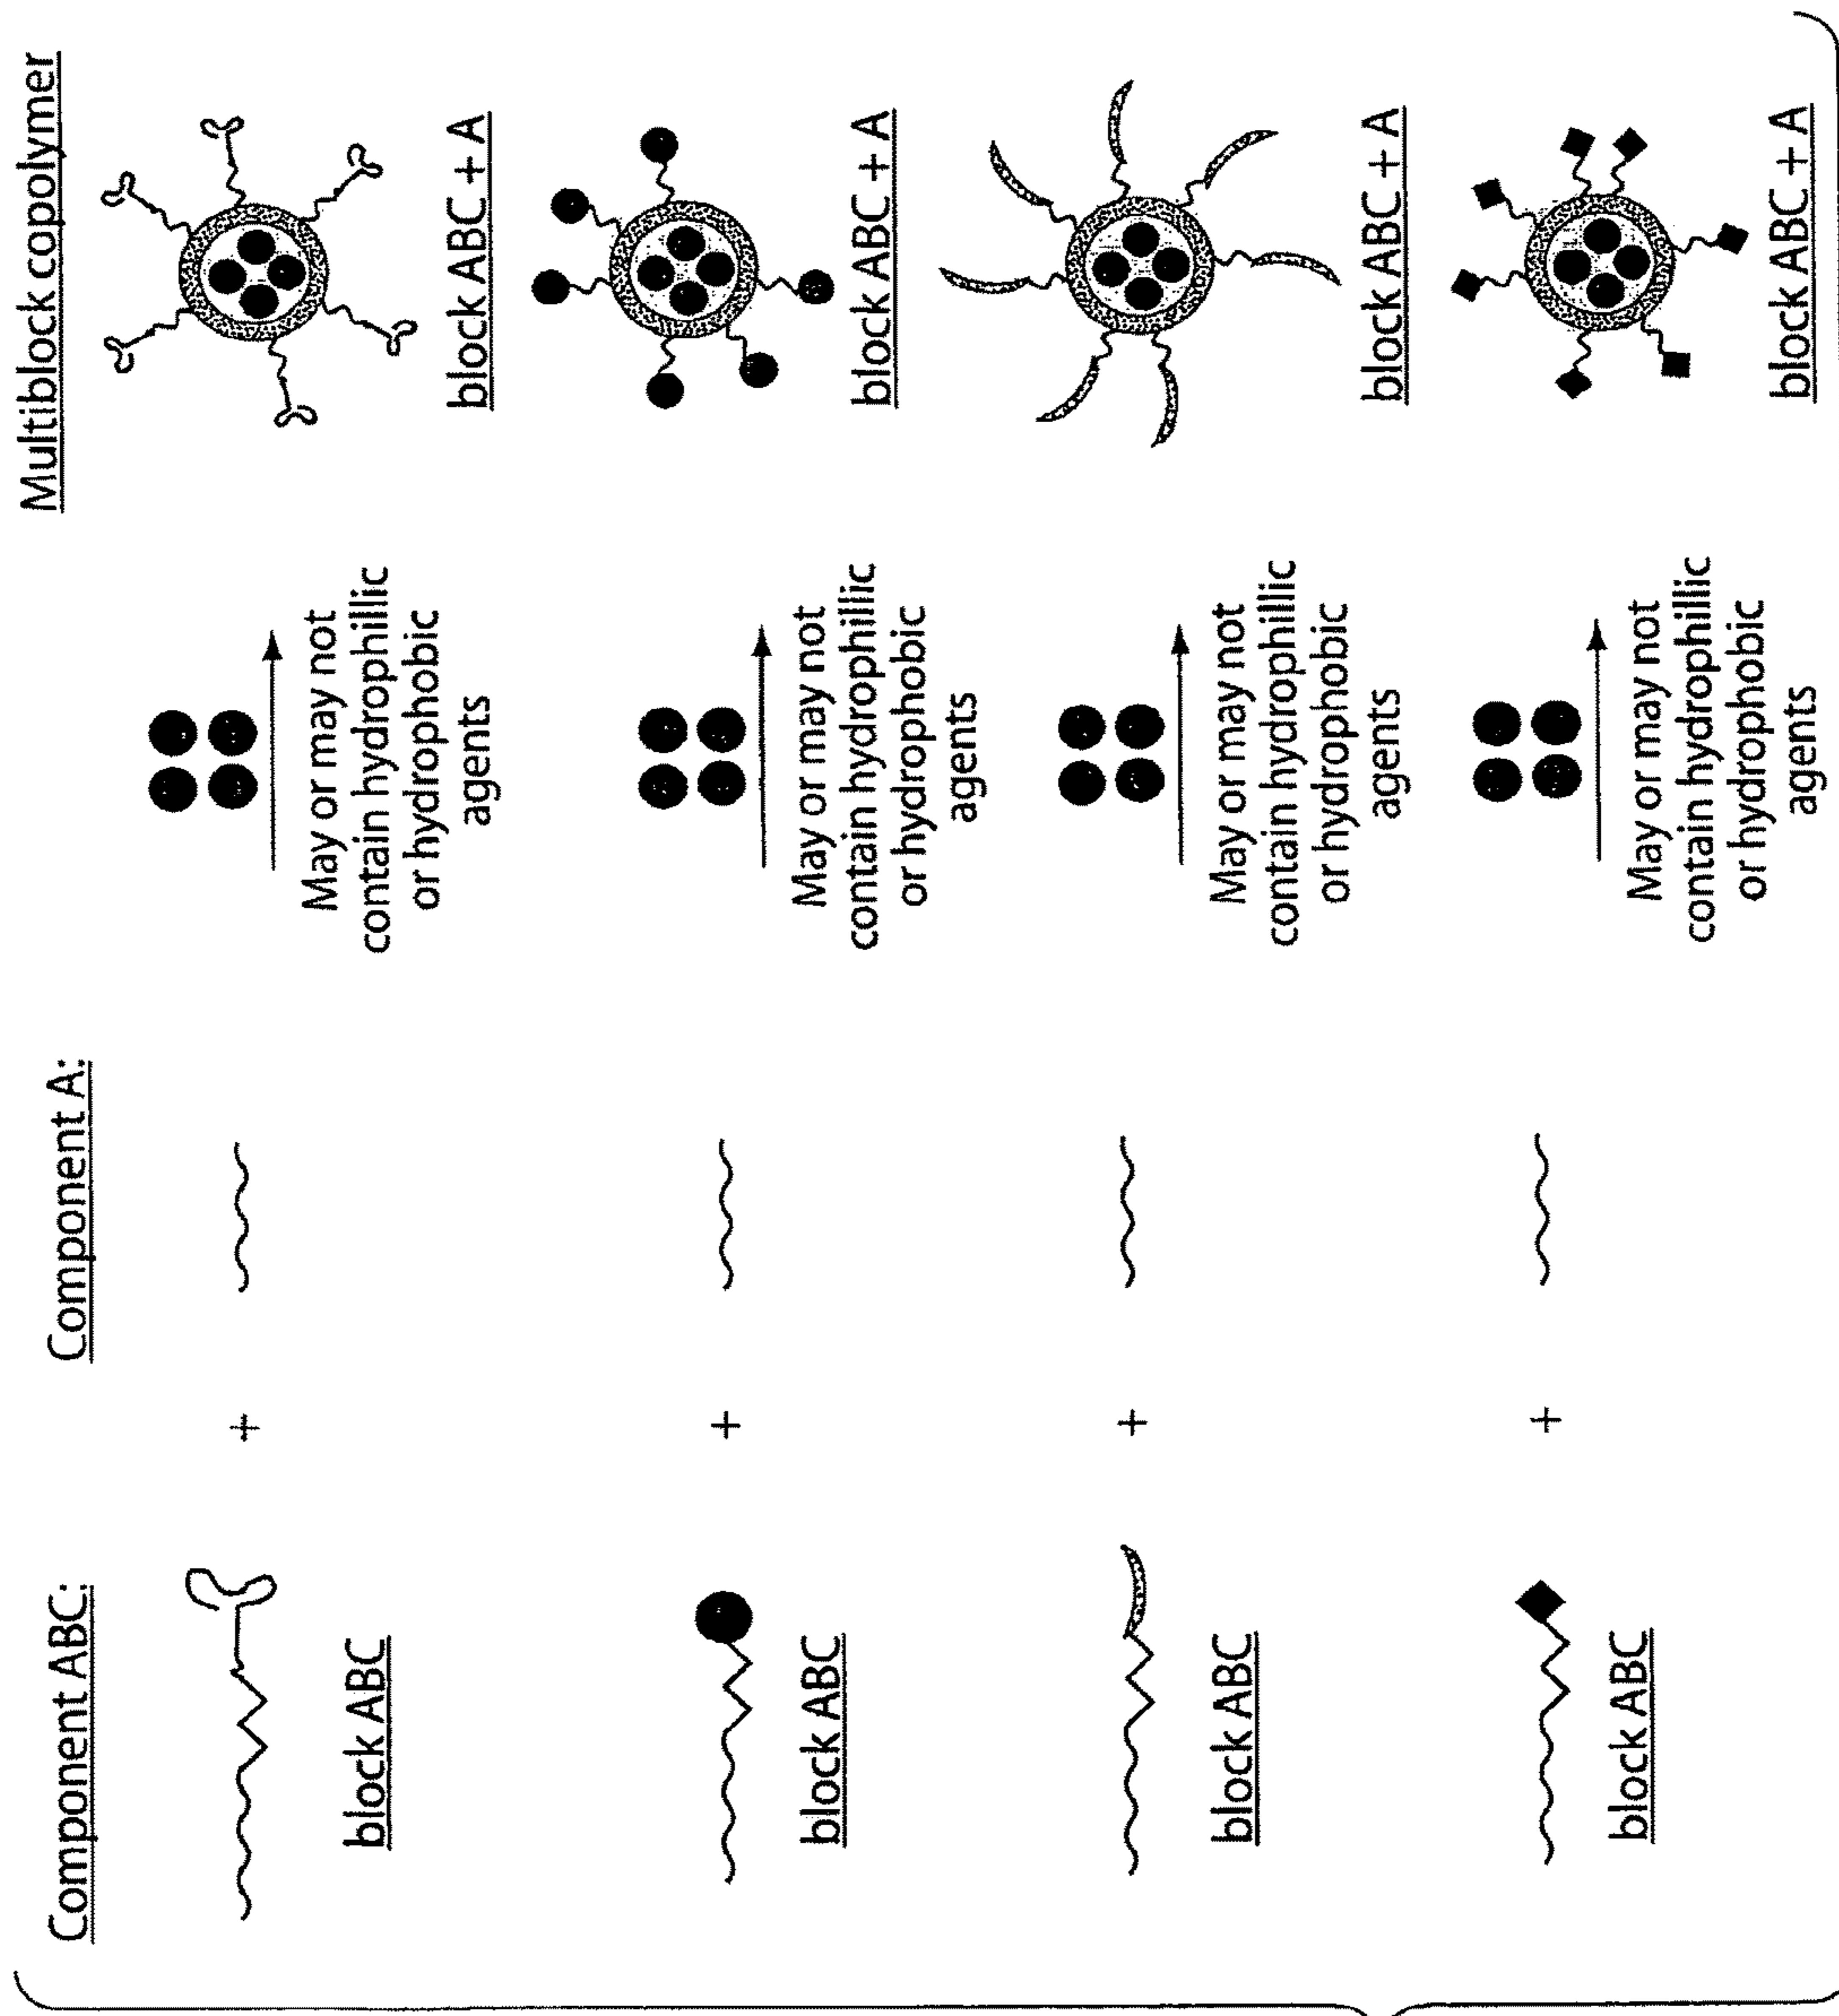 Component ABC:
Component A:
Multiblock copolymer
+
May or may not
contain hydrophillic
or hydrophobic
agents
block ABC
block ABC + A
+
May or may not
contain hydrophillic
or hydrophobic
agents
block ABC
block ABC + A
+
May or may not
contain hydrophillic
or hydrophobic
agents
block ABC
block ABC + A
+
May or may not
contain hydrophillic
or hydrophobic
agents
block ABC
block ABC + A